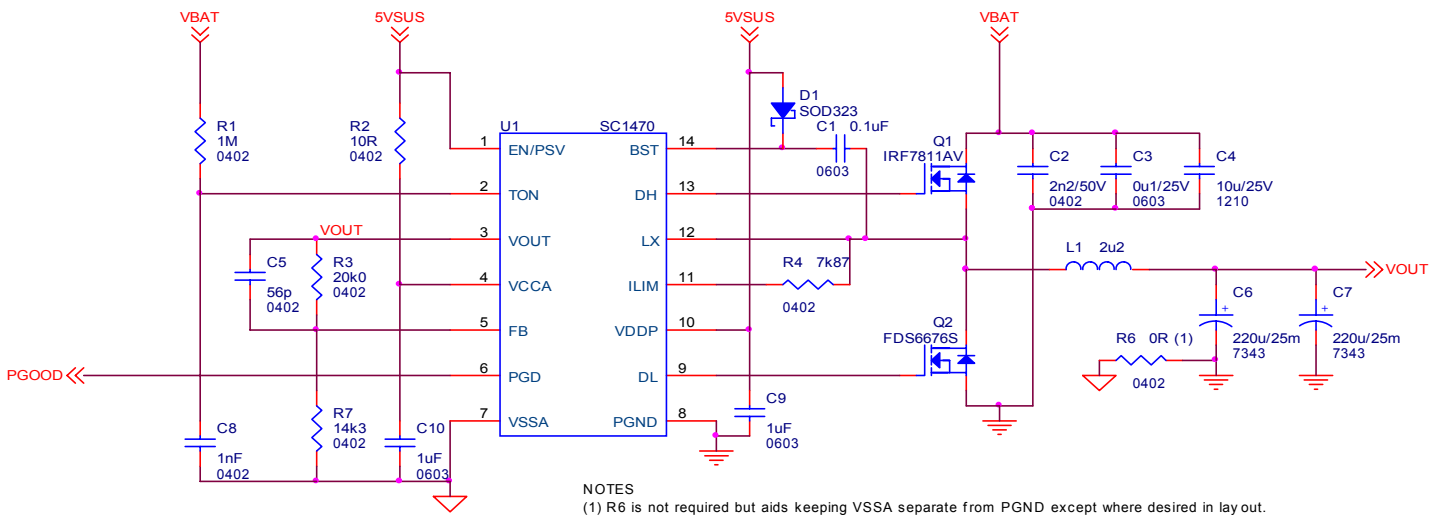 VBAT
5VSUS
5VSUS
VBAT
R1
1M
0402
R2
10R
0402
U1
SC1470
1
EN/PSV
2
TON
3
VOUT
4
VCCA
5
FB
6
PGD
7
VSSA
14
BST
13
DH
12
LX
11
ILIM
10
VDDP
9
DL
8
PGND
D1
SOD323
C1
0.1uF
0603
Q1
IRF7811AV
C2
2n2/50V
0402
C3
0u1/25V
0603
C4
10u/25V
1210
VOUT
C5
56p
0402
R3
20k0
0402
R4 7k87
0402
L1 2u2
VOUT
C6
+
220u/25m
7343
C7
+
220u/25m
7343
Q2
FDS6676S
R6 0R (1)
0402
PGOOD
C8
1nF
0402
R7
14k3
0402
C10
1uF
0603
C9
1uF
0603
NOTES
(1) R6 is not required but aids keeping VSSA separate from PGND except where desired in layout.